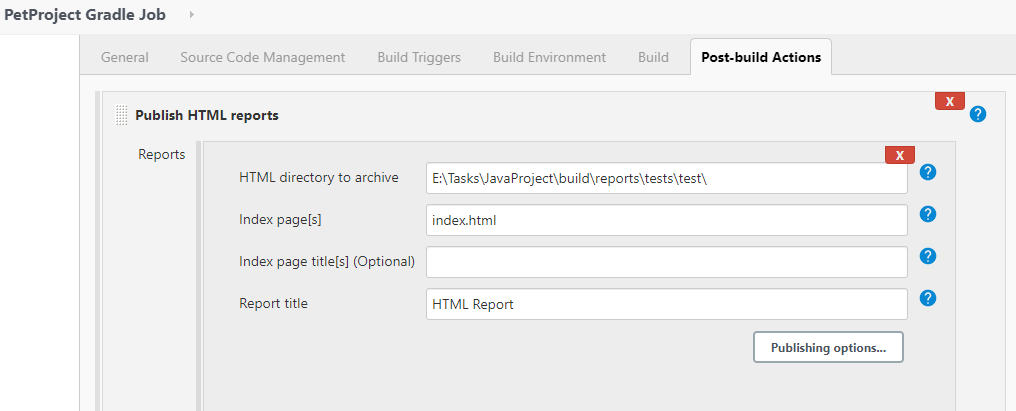 PetProject Gradle Job
General Source Code Management Build Triggers Build Environment Build Post-build Actions
X
Publish HTML reports ?
Reports
X
HTML directory to archive E:\Tasks\JavaProject\build\reports\tests\test\ ?
Index page[s] index.html ?
Index page title[s] (Optional) ?
Report title HTML Report ?
Publishing options...